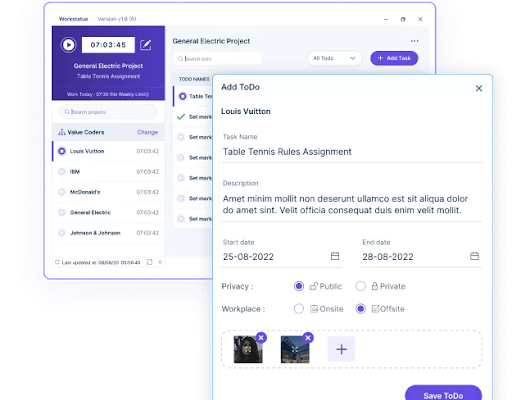 Workstatus Version v1.8 (8)
07:03:45
General Electric Project
Table Tennis Assignment
Work Today - 07:30 (No Weekly Limit)
Search projects
Value Coders Change
Louis Vuitton 07:03:42
IBM 07:03:42
McDonald's 07:03:42
General Electric 07:03:42
Johnson & Johnson 07:03:42
Last updated at:
General Electric Project
Search todo
All Todo
+ Add Task
TODO NAMES
Table Ten
Set mark
Set mark
Set mark
Set mark
Set mark
Set mark
Add ToDo
Louis Vuitton
Task Name
Table Tennis Rules Assignment
Description
Amet minim mollit non deserunt ullamco est sit aliqua dolor
do amet sint. Velit officia consequat duis enim velit mollit.
Start date End date
25-08-2022 28-08-2022
Privacy : Public Private
Workplace : Onsite Offsite
Save ToDo